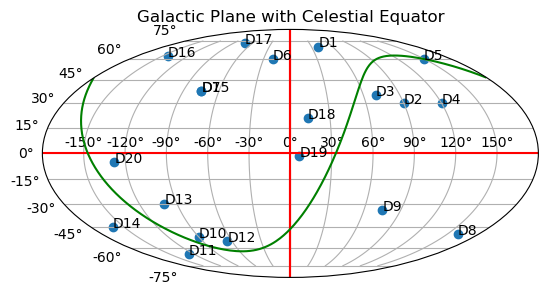 Galactic Plane with Celestial Equator
75°
60°
45°
30°
15°
0°
-15°
-30°
-45°
-60°
-75°
-150° -120° -90° -60° -30° 0° 30° 60° 90° 120° 150°
D17
D1
D16
D6
D5
D15
D3
D2
D4
D18
D19
D20
D13
D9
D14
D10
D12
D8
D11